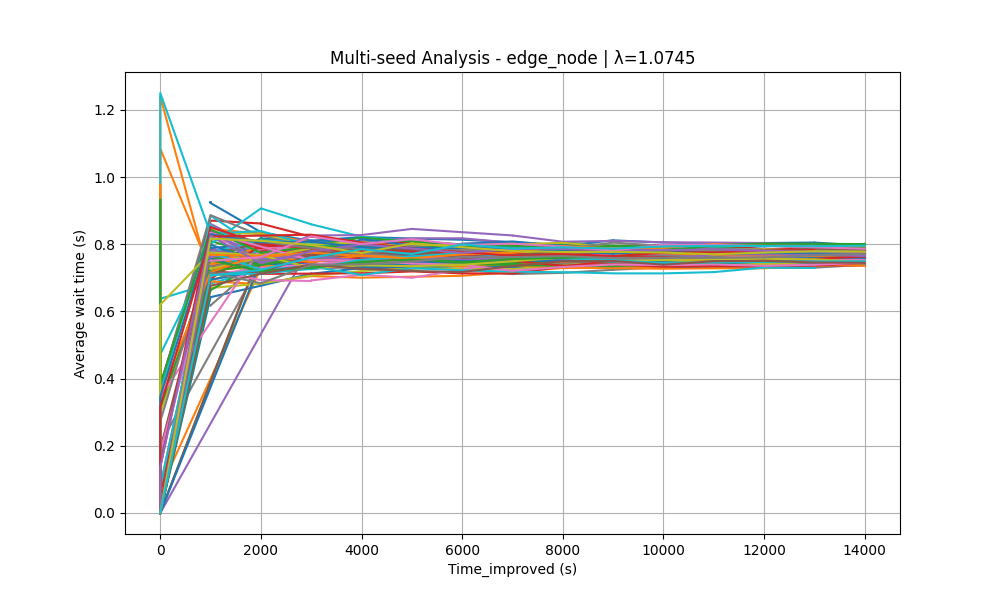 Multi-seed Analysis - edge_node | λ=1.0745
Average wait time (s)
1.2
1.0
0.8
0.6
0.4
0.2
0.0
0 2000 4000 6000 8000 10000 12000 14000
Time_improved (s)